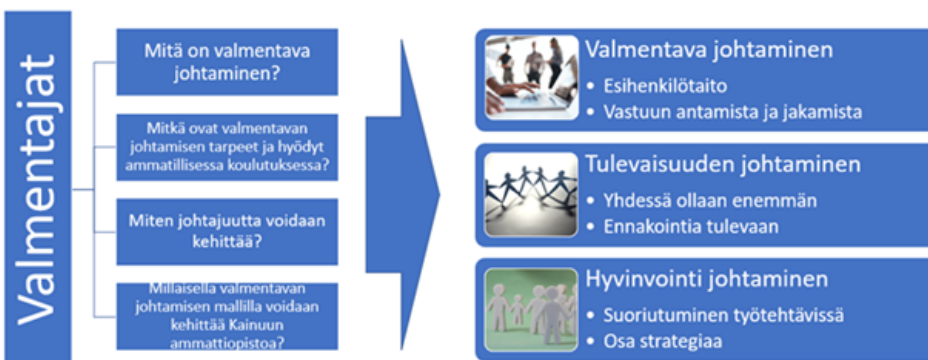 Valmentajat
Mitä on valmentava
johtaminen?
Mitkä ovat valmentavan
johtamisen tarpeet ja hyödyt
ammatillisessa koulutuksessa?
Miten johtajuutta voidaan
kehittää?
Millaisella valmentavan
johtamisen mallilla voidaan
kehittää Kainuun
ammattiopistoa?
Valmentava johtaminen
• Esihenkilötaito
• Vastuun antamista ja jakamista
Tulevaisuuden johtaminen
• Yhdessä ollaan enemmän
• Ennakointia tulevaan
Hyvinvointi johtaminen
• Suoriutuminen työtehtävissä
• Osa strategiaa